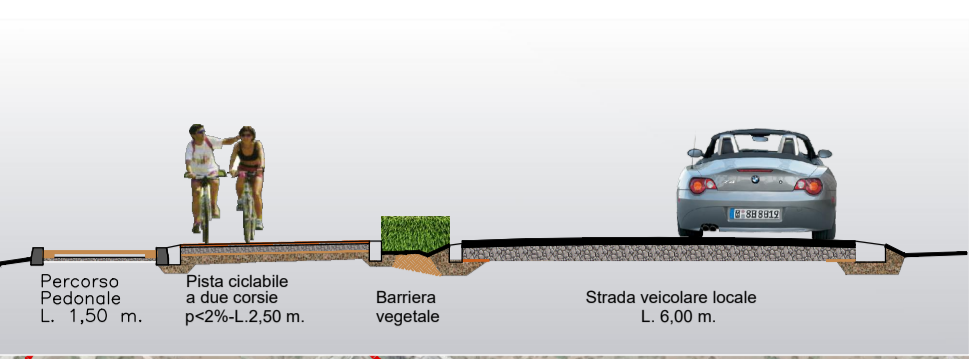 Percorso
Pedonale
L. 1,50 m.
Pista ciclabile
a due corsie
p<2%-L.2,50 m.
Barriera
vegetale
Strada veicolare locale
L. 6,00 m.